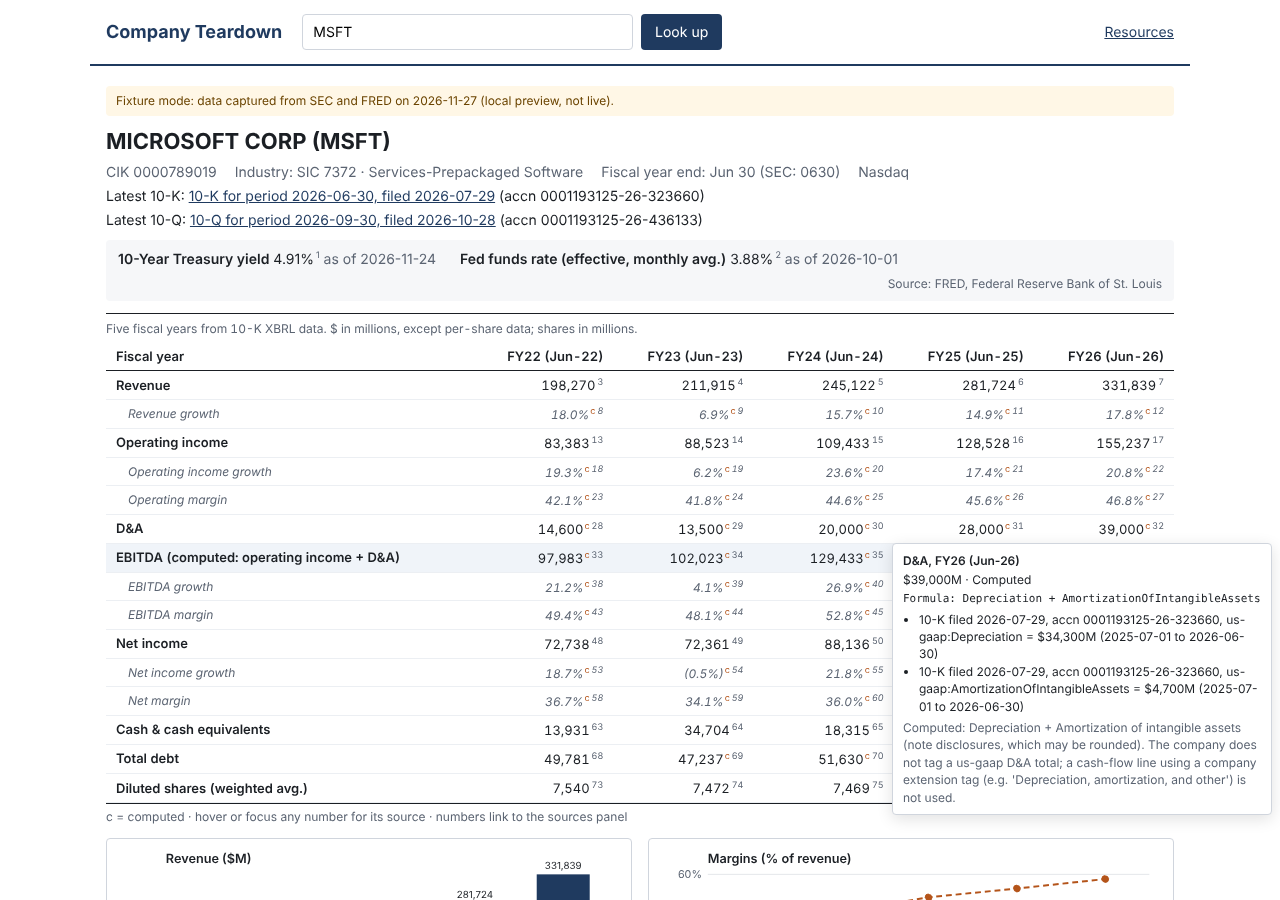 Company Teardown
MSFT
Look up
Resources
Fixture mode: data captured from SEC and FRED on 2026-11-27 (local preview, not live).
MICROSOFT CORP (MSFT)
CIK 0000789019 Industry: SIC 7372 · Services-Prepackaged Software Fiscal year end: Jun 30 (SEC: 0630) Nasdaq
Latest 10-K: 10-K for period 2026-06-30, filed 2026-07-29 (accn 0001193125-26-323660)
Latest 10-Q: 10-Q for period 2026-09-30, filed 2026-10-28 (accn 0001193125-26-436133)
10-Year Treasury yield 4.91% 1 as of 2026-11-24 Fed funds rate (effective, monthly avg.) 3.88% 2 as of 2026-10-01
Source: FRED, Federal Reserve Bank of St. Louis
Five fiscal years from 10-K XBRL data. $ in millions, except per-share data; shares in millions.
Fiscal year FY22 (Jun-22) FY23 (Jun-23) FY24 (Jun-24) FY25 (Jun-25) FY26 (Jun-26)
Revenue 198,270 3 211,915 4 245,122 5 281,724 6 331,839 7
Revenue growth 18.0% c 8 6.9% c 9 15.7% c 10 14.9% c 11 17.8% c 12
Operating income 83,383 13 88,523 14 109,433 15 128,528 16 155,237 17
Operating income growth 19.3% c 18 6.2% c 19 23.6% c 20 17.4% c 21 20.8% c 22
Operating margin 42.1% c 23 41.8% c 24 44.6% c 25 45.6% c 26 46.8% c 27
D&A 14,600 c 28 13,500 c 29 20,000 c 30 28,000 c 31 39,000 c 32
EBITDA (computed: operating income + D&A) 97,983 c 33 102,023 c 34 129,433 c 35
EBITDA growth 21.2% c 38 4.1% c 39 26.9% c 40
EBITDA margin 49.4% c 43 48.1% c 44 52.8% c 45
Net income 72,738 48 72,361 49 88,136 50
Net income growth 18.7% c 53 (0.5%) c 54 21.8% c 55
Net margin 36.7% c 58 34.1% c 59 36.0% c 60
Cash & cash equivalents 13,931 63 34,704 64 18,315 65
Total debt 49,781 68 47,237 c 69 51,630 c 70
Diluted shares (weighted avg.) 7,540 73 7,472 74 7,469 75
D&A, FY26 (Jun-26)
$39,000M · Computed
Formula: Depreciation + AmortizationOfIntangibleAssets
• 10-K filed 2026-07-29, accn 0001193125-26-323660, us-
gaap:Depreciation = $34,300M (2025-07-01 to 2026-06-
30)
• 10-K filed 2026-07-29, accn 0001193125-26-323660, us-
gaap:AmortizationOfIntangibleAssets = $4,700M (2025-07-
01 to 2026-06-30)
Computed: Depreciation + Amortization of intangible assets
(note disclosures, which may be rounded). The company does
not tag a us-gaap D&A total; a cash-flow line using a company
extension tag (e.g. 'Depreciation, amortization, and other') is
not used.
c = computed · hover or focus any number for its source · numbers link to the sources panel
Revenue ($M)
331,839
281,724
Margins (% of revenue)
60%